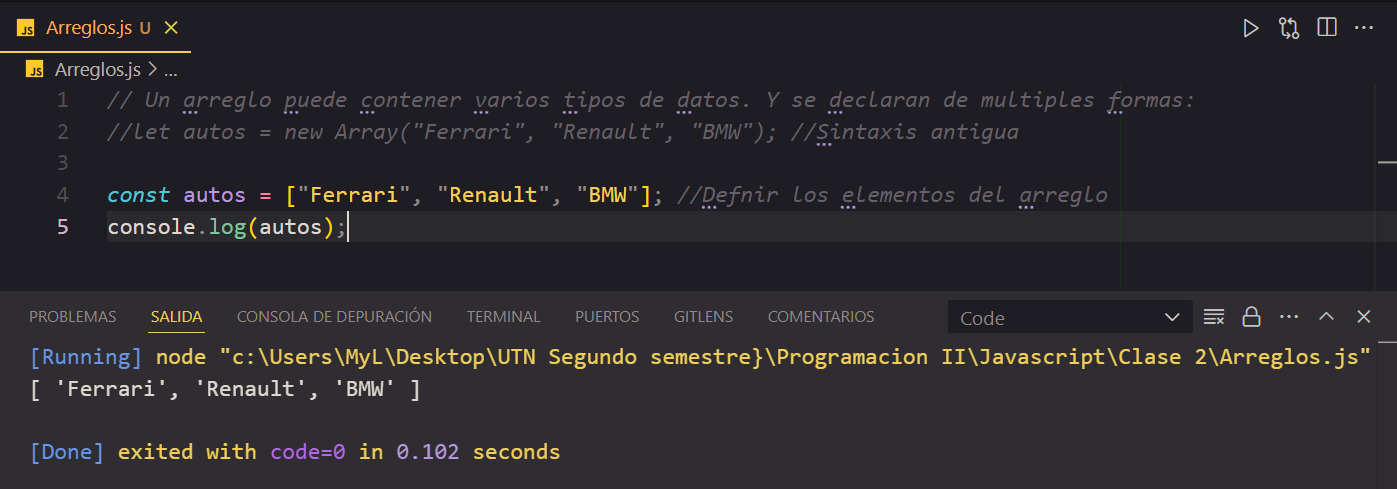 JS Arreglos.js U
JS Arreglos.js > ...
1 // Un arreglo puede contener varios tipos de datos. Y se declaran de multiples formas:
2 //let autos = new Array("Ferrari", "Renault", "BMW"); //Sintaxis antigua
3
4 const autos = ["Ferrari", "Renault", "BMW"]; //Defnir los elementos del arreglo
5 console.log(autos);
PROBLEMAS SALIDA CONSOLA DE DEPURACIÓN TERMINAL PUERTOS GITLENS COMENTARIOS Code
[Running] node "c:\Users\MyL\Desktop\UTN Segundo semestre}\Programacion II\Javascript\Clase 2\Arreglos.js"
[ 'Ferrari', 'Renault', 'BMW' ]
[Done] exited with code=0 in 0.102 seconds